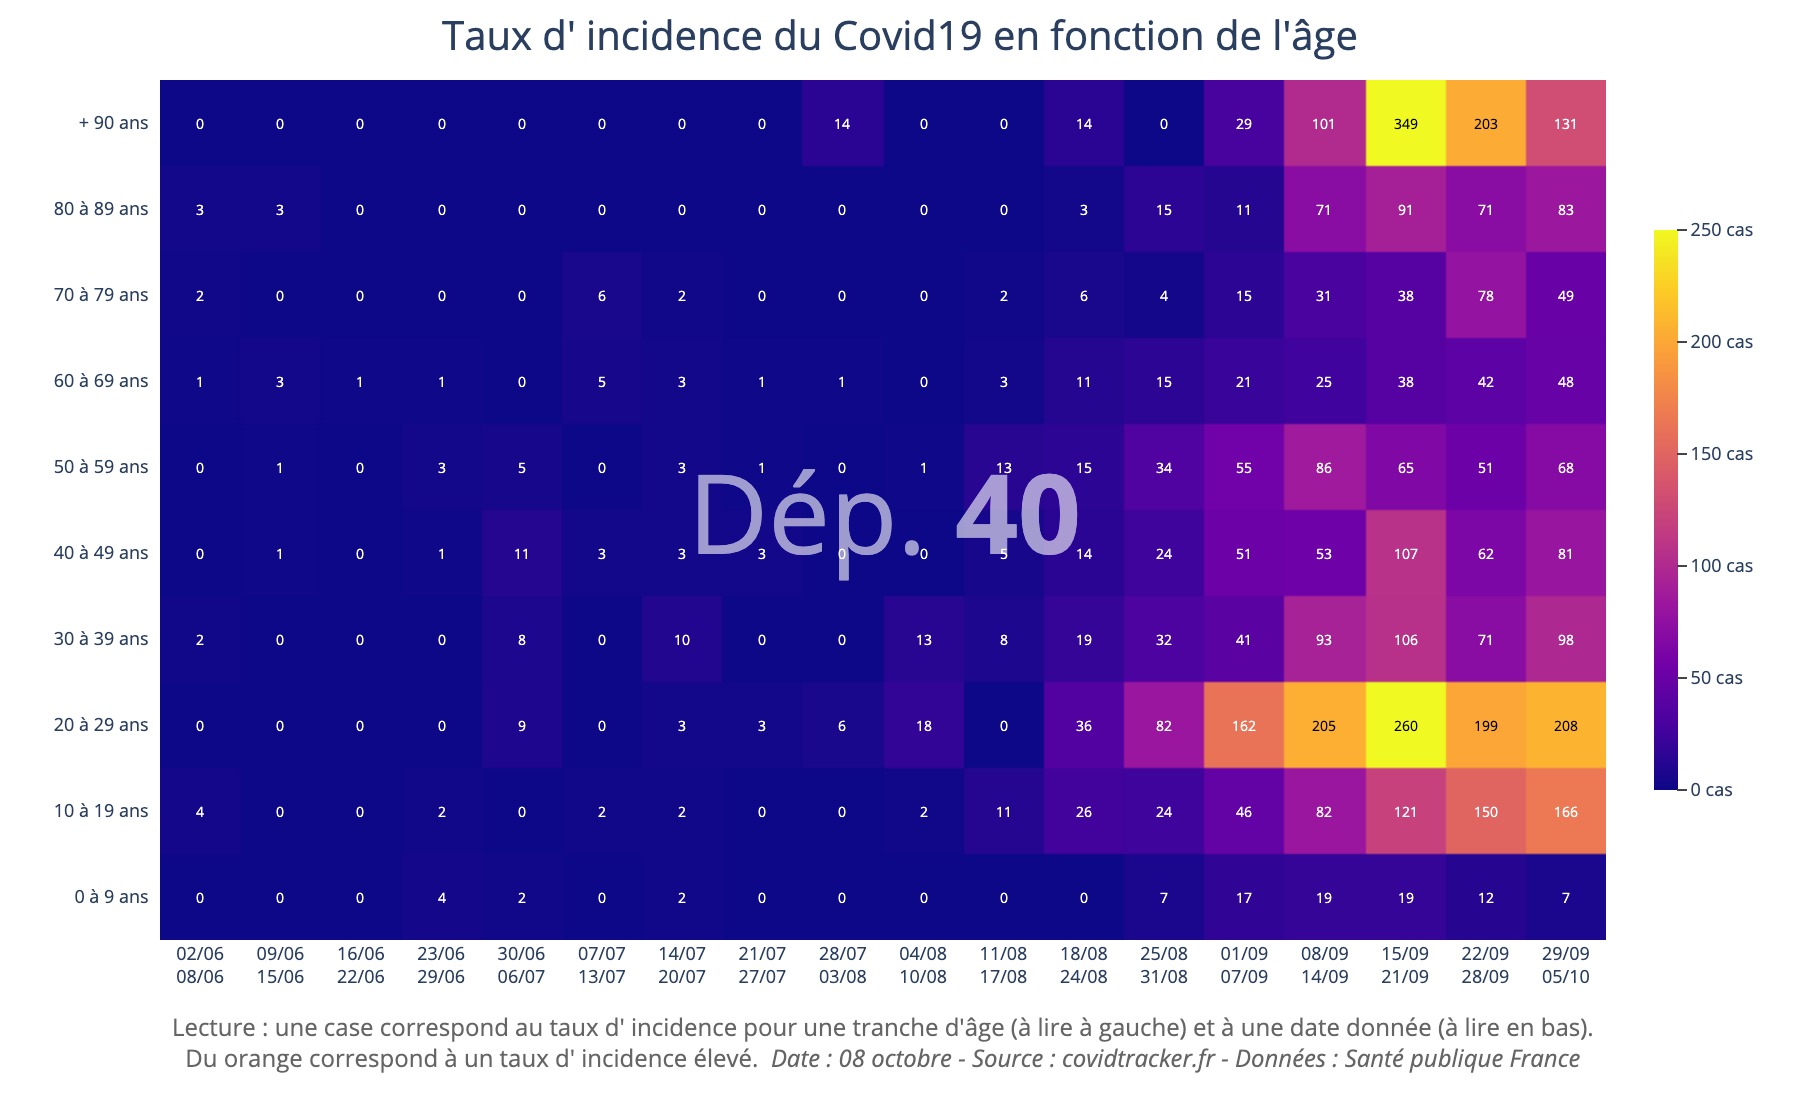 Taux d' incidence du Covid19 en fonction de l'âge
+ 90 ans 0 0 0 0 0 0 0 0 14 0 0 14 0 29 101 349 203 131
80 à 89 ans 3 3 0 0 0 0 0 0 0 0 0 3 15 11 71 91 71 83
250 cas
70 à 79 ans 2 0 0 0 0 6 2 0 0 0 2 6 4 15 31 38 78 49
200 cas
60 à 69 ans 1 3 1 1 0 5 3 1 1 0 3 11 15 21 25 38 42 48
150 cas
50 à 59 ans 0 1 0 3 5 0 3 1 0 1 13 15 34 55 86 65 51 68
Dép. 40
40 à 49 ans 0 1 0 1 11 3 3 3 0 0 5 14 24 51 53 107 62 81
100 cas
30 à 39 ans 2 0 0 0 8 0 10 0 0 13 8 19 32 41 93 106 71 98
50 cas
20 à 29 ans 0 0 0 0 9 0 3 3 6 18 0 36 82 162 205 260 199 208
0 cas
10 à 19 ans 4 0 0 2 0 2 2 0 0 2 11 26 24 46 82 121 150 166
0 à 9 ans 0 0 0 4 2 0 2 0 0 0 0 0 7 17 19 19 12 7
02/06 09/06 16/06 23/06 30/06 07/07 14/07 21/07 28/07 04/08 11/08 18/08 25/08 01/09 08/09 15/09 22/09 29/09
08/06 15/06 22/06 29/06 06/07 13/07 20/07 27/07 03/08 10/08 17/08 24/08 31/08 07/09 14/09 21/09 28/09 05/10
Lecture : une case correspond au taux d' incidence pour une tranche d'âge (à lire à gauche) et à une date donnée (à lire en bas).
Du orange correspond à un taux d' incidence élevé. Date : 08 octobre - Source : covidtracker.fr - Données : Santé publique France